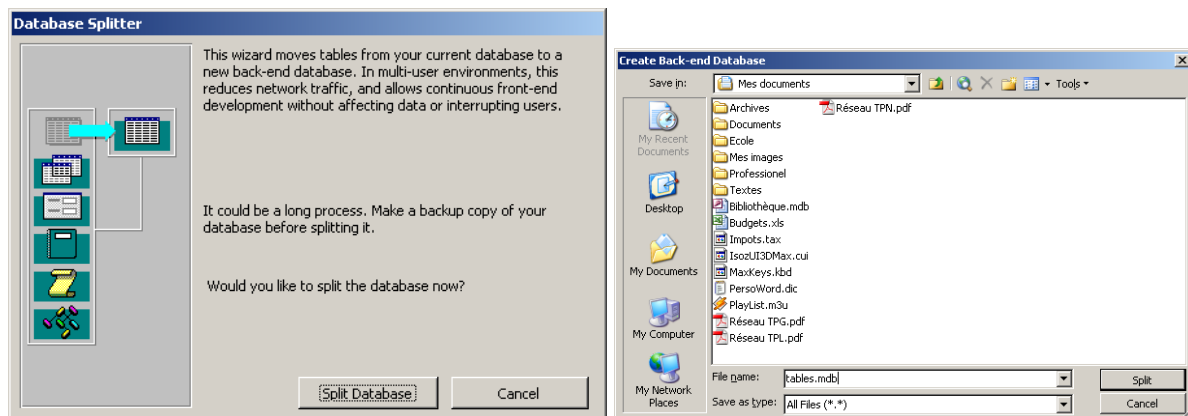 Database Splitter
This wizard moves tables from your current database to a
new back-end database. In multi-user environments, this
reduces network traffic, and allows continuous front-end
development without affecting data or interrupting users.
It could be a long process. Make a backup copy of your
database before splitting it.
Would you like to split the database now?
Split Database
Cancel
Create Back-end Database
Save in:
Mes documents
Tools
My Recent
Documents
Desktop
My Documents
My Computer
My Network
Places
Archives
Documents
Ecole
Mes images
Professionel
Textes
Bibliothèque.mdb
Budgets.xls
Impots.tax
IsozUI3DMax.cui
MaxKeys.kbd
PersoWord.dic
PlayList.m3u
Réseau TPG.pdf
Réseau TPL.pdf
Réseau TPN.pdf
File name:
tables.mdb
Split
Save as type:
All Files (*.*)
Cancel